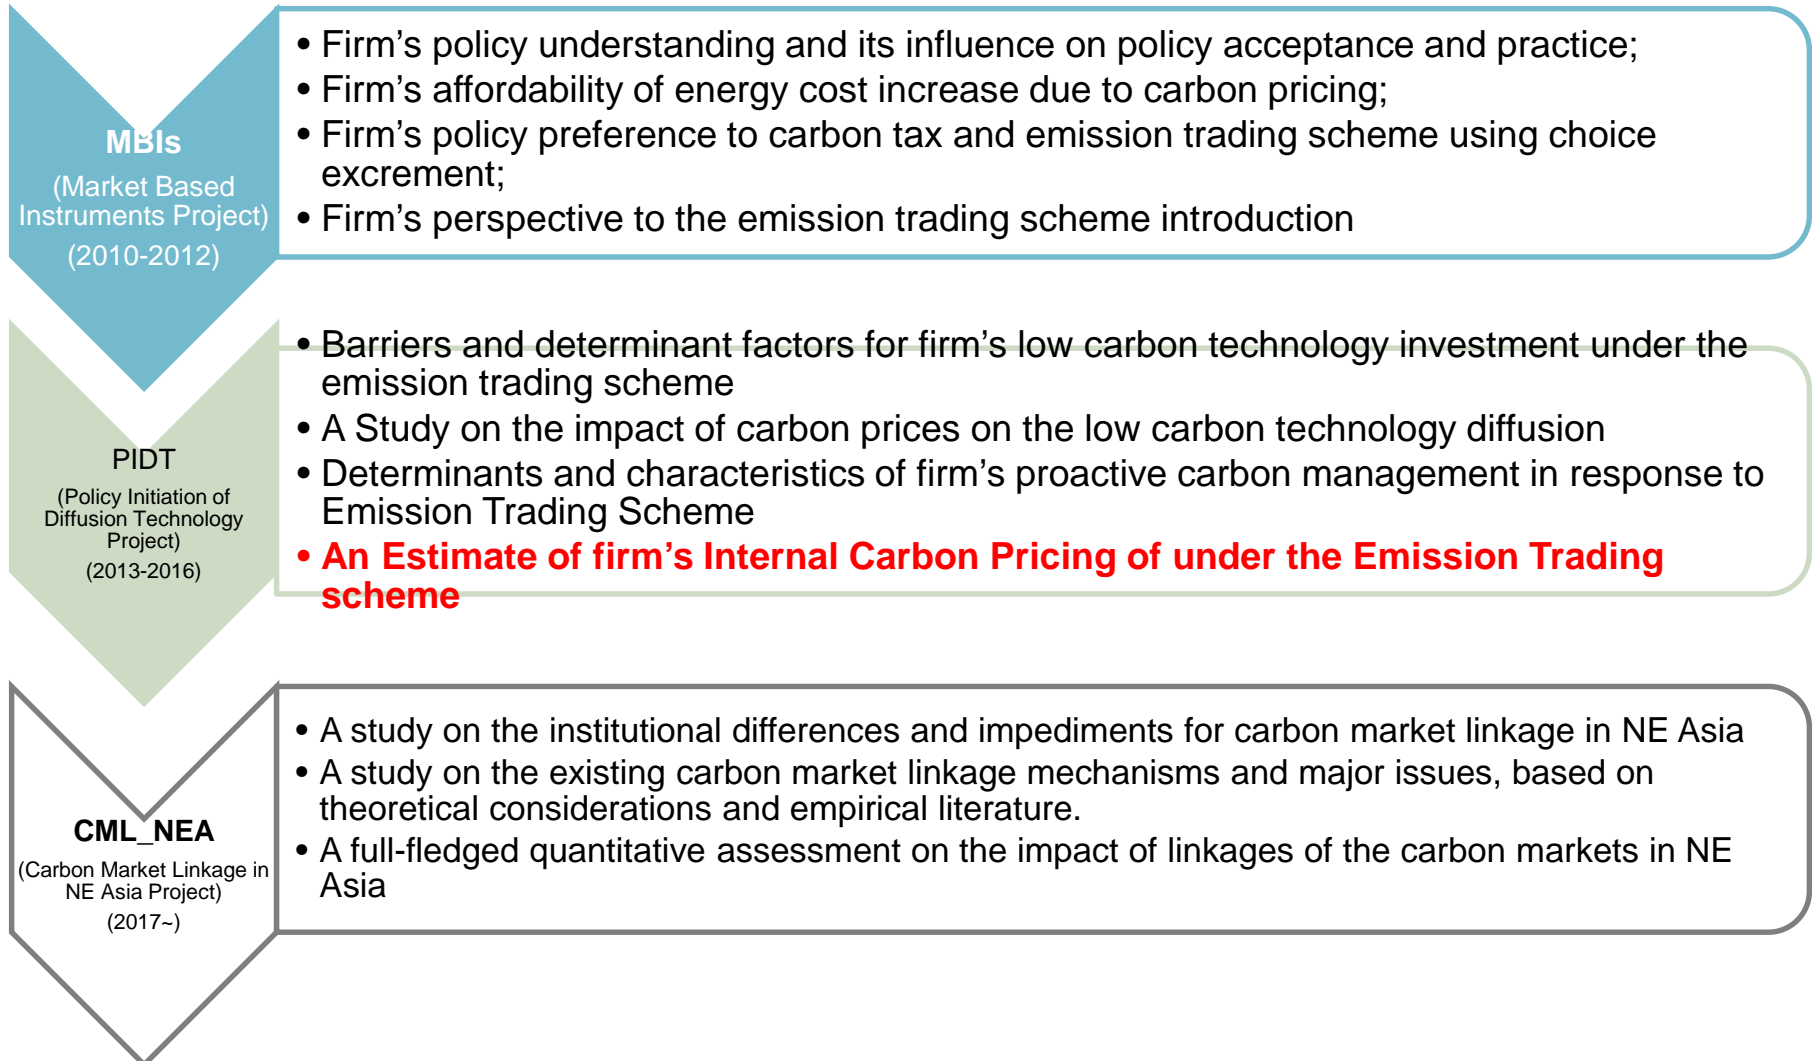 MBIs
(Market Based
Instruments Project)
(2010-2012)
• Firm's policy understanding and its influence on policy acceptance and practice;
• Firm's affordability of energy cost increase due to carbon pricing;
• Firm's policy preference to carbon tax and emission trading scheme using choice
excrement;
• Firm's perspective to the emission trading scheme introduction
PIDT
(Policy Initiation of
Diffusion Technology
Project)
(2013-2016)
• Barriers and determinant factors for firm's low carbon technology investment under the
emission trading scheme
• A Study on the impact of carbon prices on the low carbon technology diffusion
• Determinants and characteristics of firm's proactive carbon management in response to
Emission Trading Scheme
• An Estimate of firm's Internal Carbon Pricing of under the Emission Trading
scheme
CML_NEA
(Carbon Market Linkage in
NE Asia Project)
(2017~)
• A study on the institutional differences and impediments for carbon market linkage in NE Asia
• A study on the existing carbon market linkage mechanisms and major issues, based on
theoretical considerations and empirical literature.
• A full-fledged quantitative assessment on the impact of linkages of the carbon markets in NE
Asia